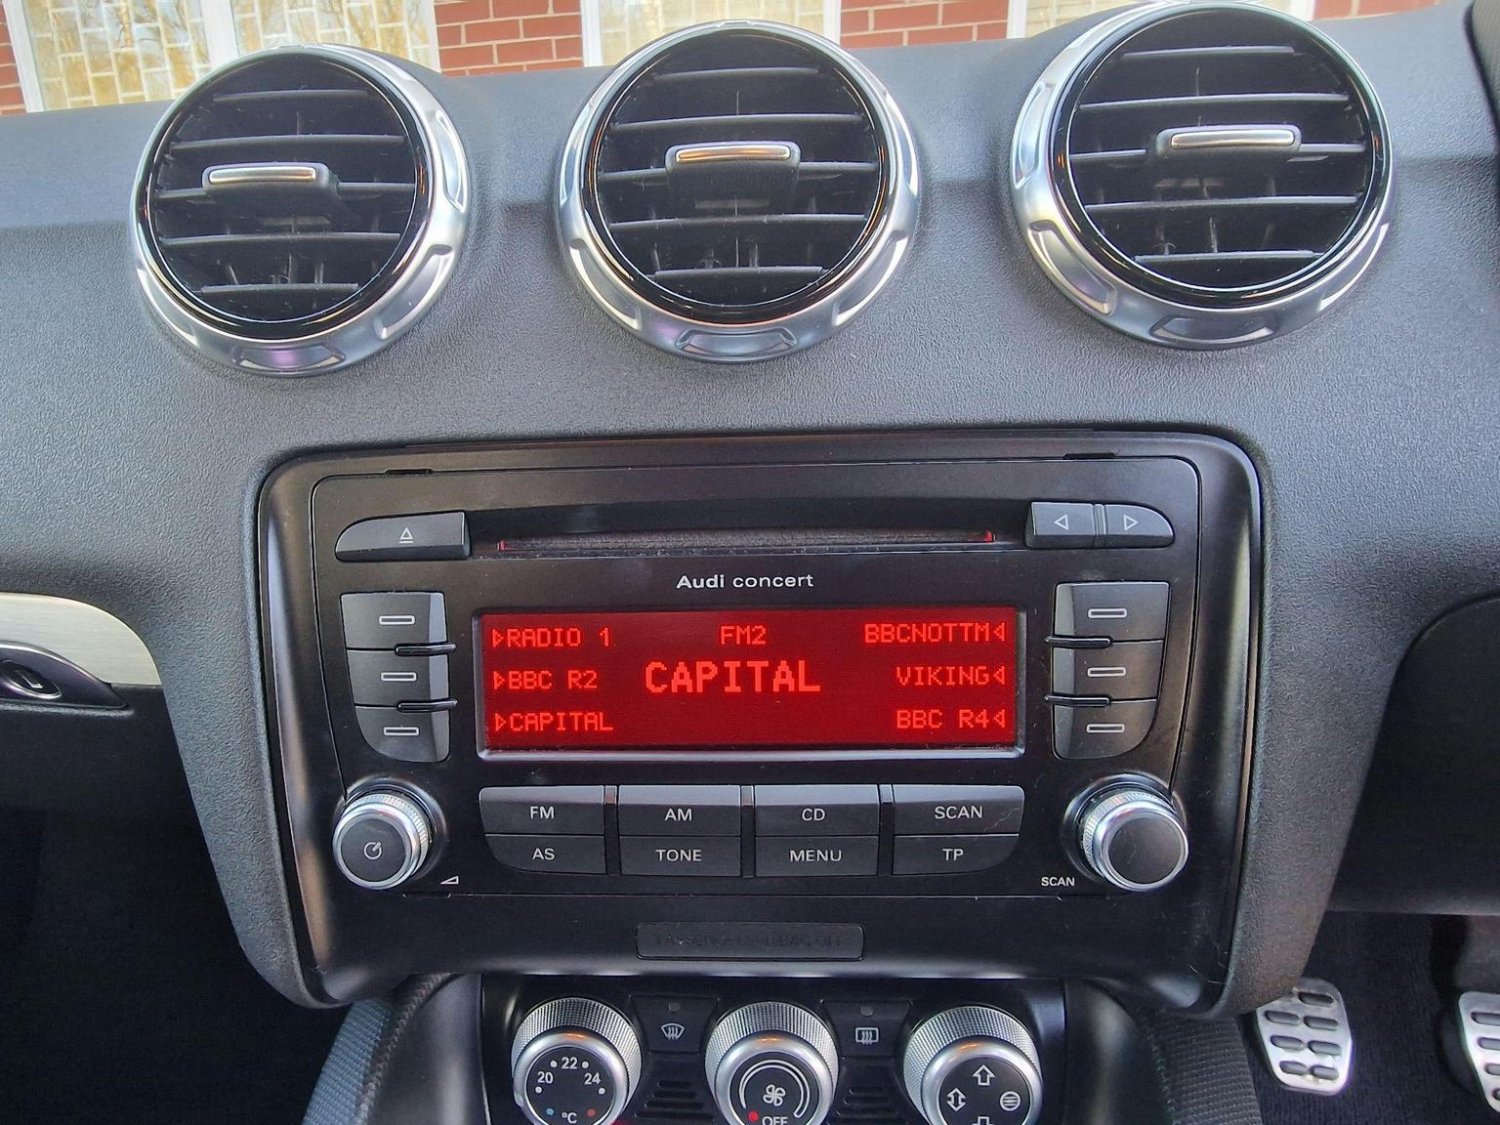 Audi concert
RADIO 1 FM2 BBCNOTTM
BBC R2 CAPITAL VIKING
CAPITAL BBC R4
FM AM CD SCAN
AS TONE MENU TP
SCAN
22
20 24
°C
OFF